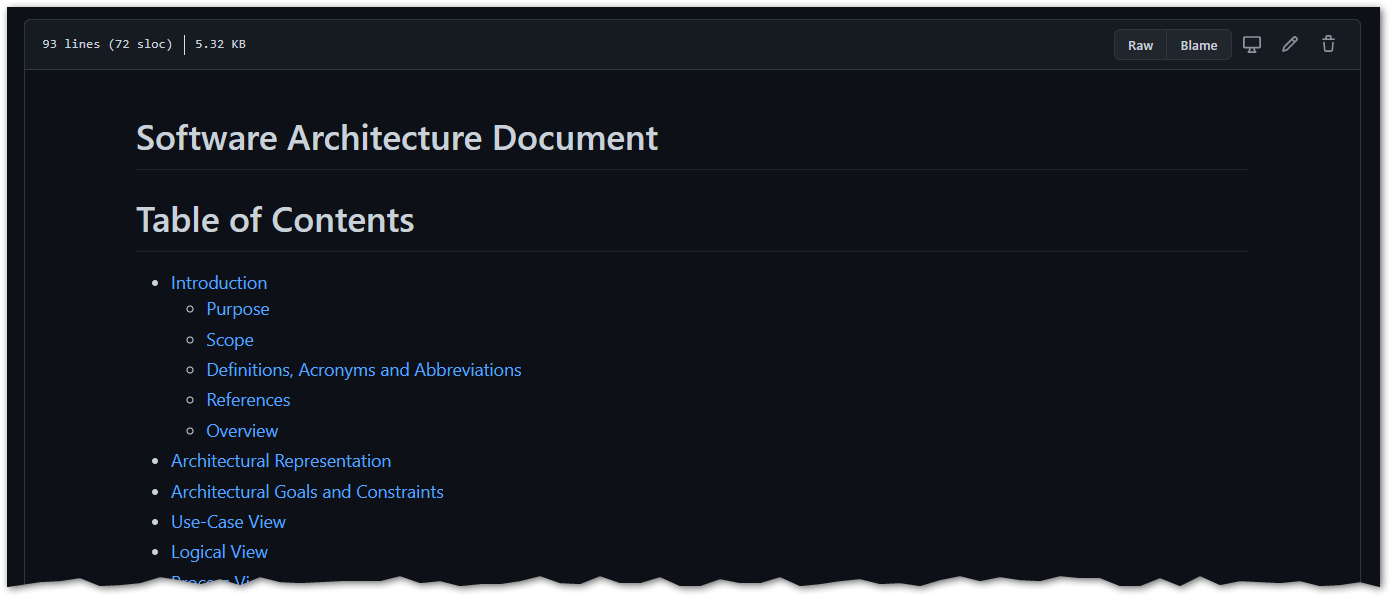 93 lines (72 sloc) 5.32 KB Raw Blame
Software Architecture Document
Table of Contents
Introduction
Purpose
Scope
Definitions, Acronyms and Abbreviations
References
Overview
Architectural Representation
Architectural Goals and Constraints
Use-Case View
Logical View
Process